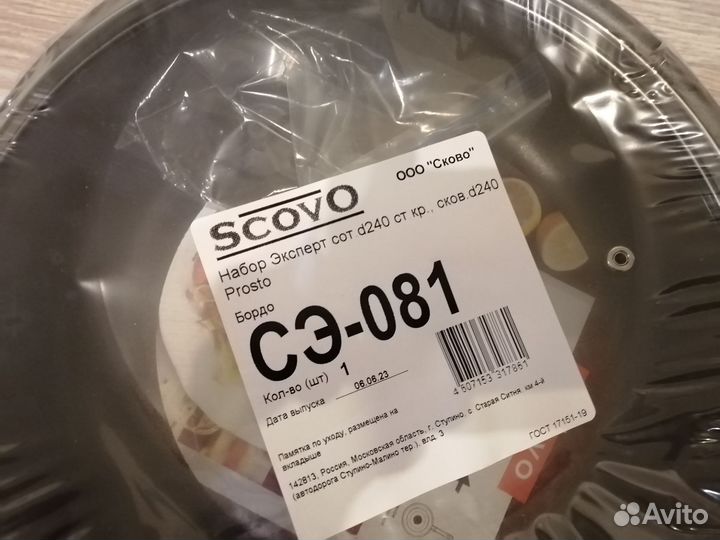 SCOVO
ООО "Сково"
Набор Эксперт сот d240 ст кр., сков.d240
Prosto
Бордо
СЭ-081
Кол-во (шт) 1
Дата выпуска 06.06.23
4 607153 317861
Памятка по уходу, размещена на
вкладыше
142813, Россия, Московская область, г. Ступино, с. Старая Ситня, км 4-й
(автодорога Ступино-Малино тер.), влд. 3
ГОСТ 17151-19
VO
Avito